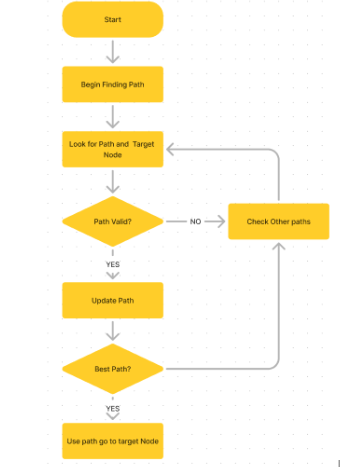 Start
Begin Finding Path
Look for Path and Target
Node
Path Valid?
NO
Check Other paths
YES
Update Path
Best Path?
YES
Use path go to target Node